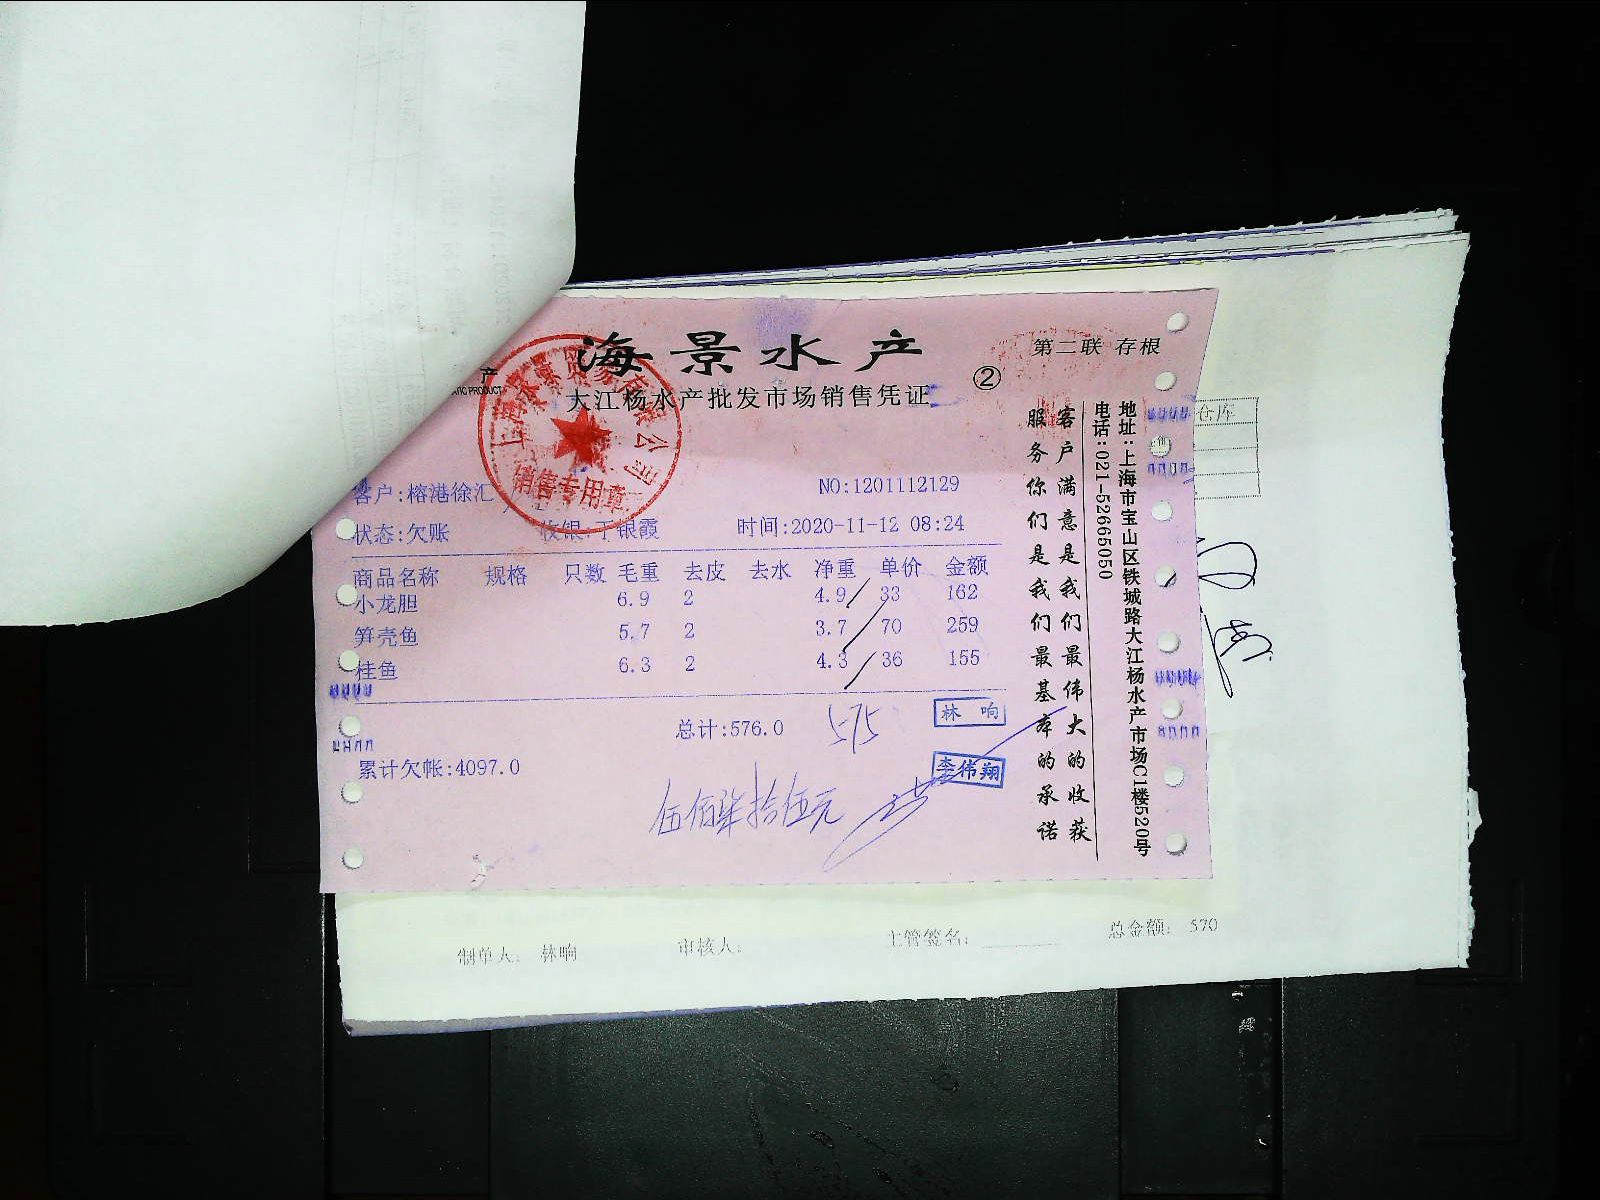 海景水产
大江杨水产批发市场销售凭证
②
第二联 存根
产
销售专用章
客户:榕港徐汇
NO:1201112129
状态:欠账 收银:丁银霞 时间:2020-11-12 08:24
商品名称 规格 只数 毛重 去皮 去水 净重 单价 金额
小龙胆 6.9 2 4.9 33 162
笋壳鱼 5.7 2 3.7 70 259
桂鱼 6.3 2 4.3 36 155
总计:576.0
575
林响
李伟翔
累计欠帐:4097.0
伍佰柒拾伍元
客户满意是我们最伟大的收获
服务你们是我们最基本的承诺
地址:上海市宝山区铁城路大江杨水产市场C1楼520号
电话:021-52665050
仓库
制单人: 林响 审核人: 主管签名: 总金额: 570